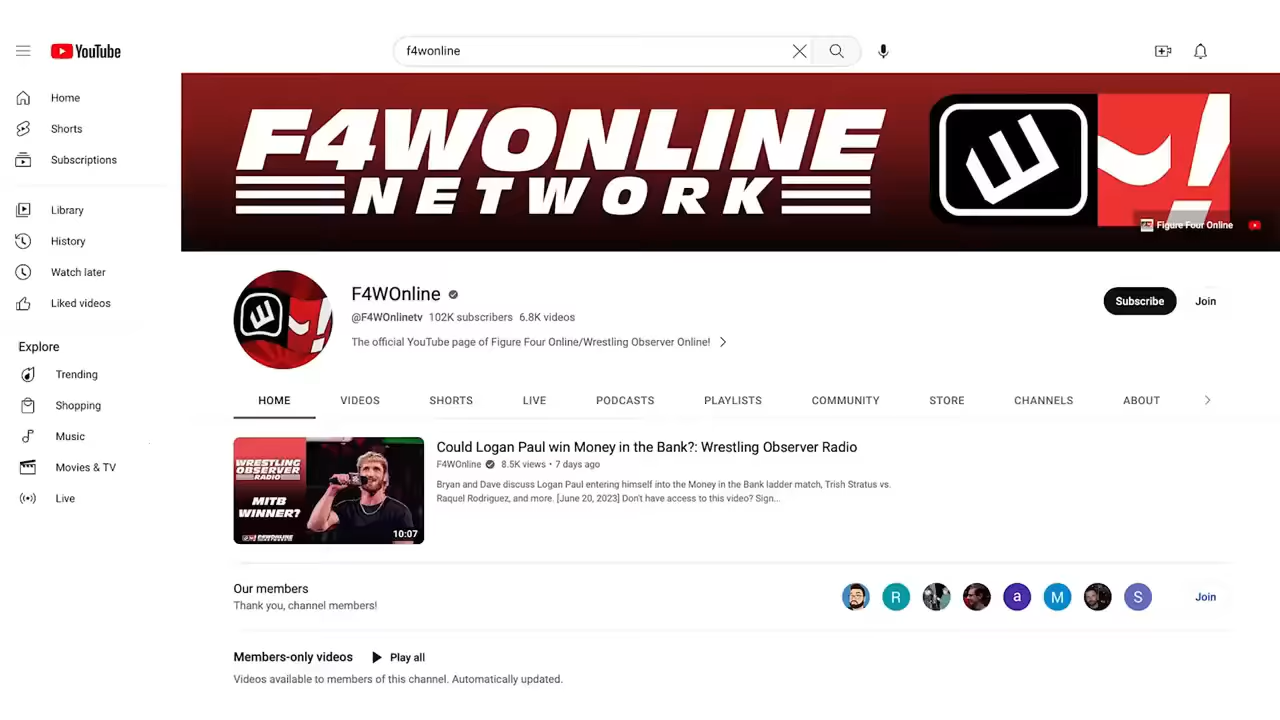 YouTube
f4wonline
Home
Shorts
Subscriptions
Library
History
Watch later
Liked videos
Explore
Trending
Shopping
Music
Movies & TV
Live
F4WONLINE
NETWORK
Figure Four Online
F4WOnline
@F4WOnlinetv 102K subscribers 6.8K videos
The official YouTube page of Figure Four Online/Wrestling Observer Online!
Subscribe
Join
HOME VIDEOS SHORTS LIVE PODCASTS PLAYLISTS COMMUNITY STORE CHANNELS ABOUT
WRESTLING
OBSERVER
RADIO
MITB
WINNER?
F4WONLINE
10:07
Could Logan Paul win Money in the Bank?: Wrestling Observer Radio
F4WOnline 8.5K views • 7 days ago
Bryan and Dave discuss Logan Paul entering himself into the Money in the Bank ladder match, Trish Stratus vs.
Raquel Rodriguez, and more. [June 20, 2023] Don't have access to this video? Sign...
Our members
Thank you, channel members!
R
a
M
S
Join
Members-only videos Play all
Videos available to members of this channel. Automatically updated.